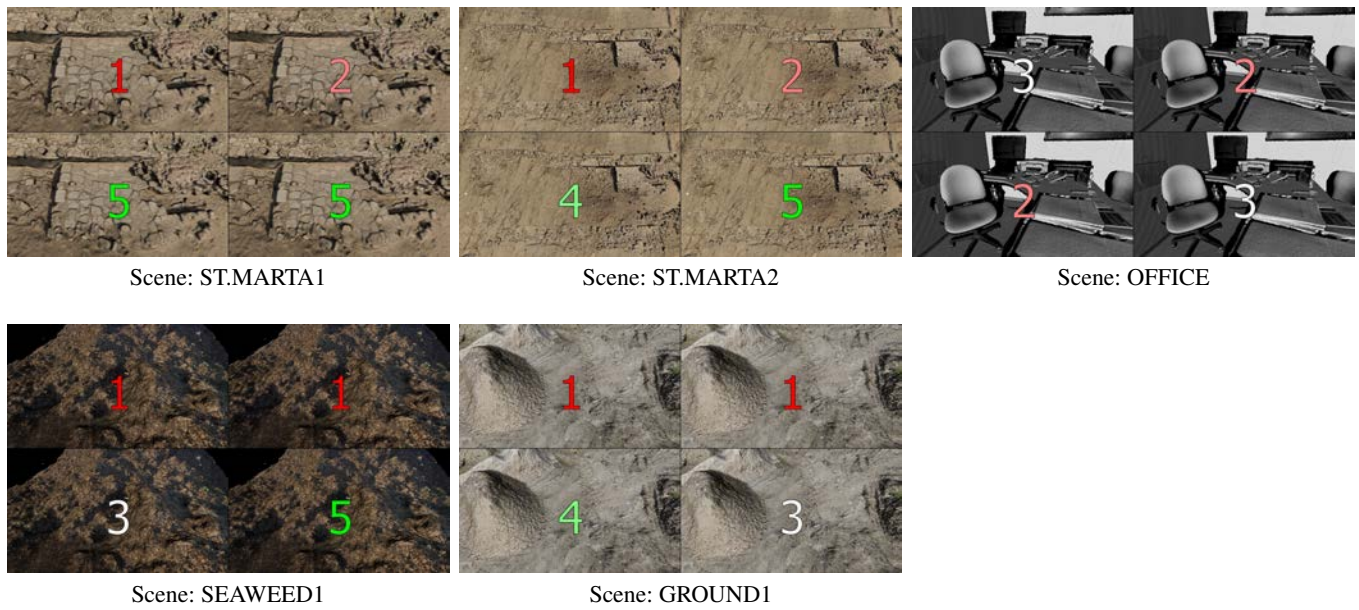 1 2
5 5
Scene: ST.MARTA1
1 2
4 5
Scene: ST.MARTA2
3 2
2 3
Scene: OFFICE
1 1
3 5
Scene: SEAWEED1
1 1
4 3
Scene: GROUND1